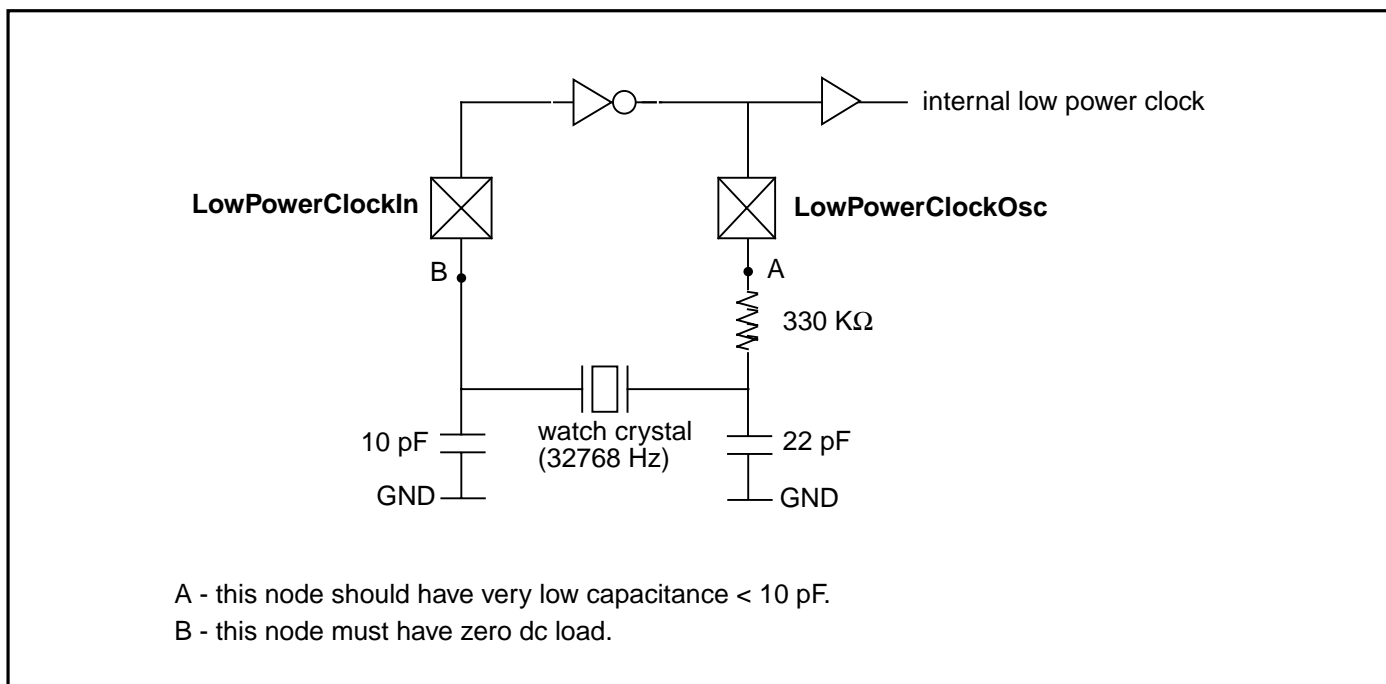 internal low power clock
LowPowerClockIn
LowPowerClockOsc
B
A
330 KΩ
10 pF
watch crystal
(32768 Hz)
22 pF
GND
GND
A - this node should have very low capacitance < 10 pF.
B - this node must have zero dc load.